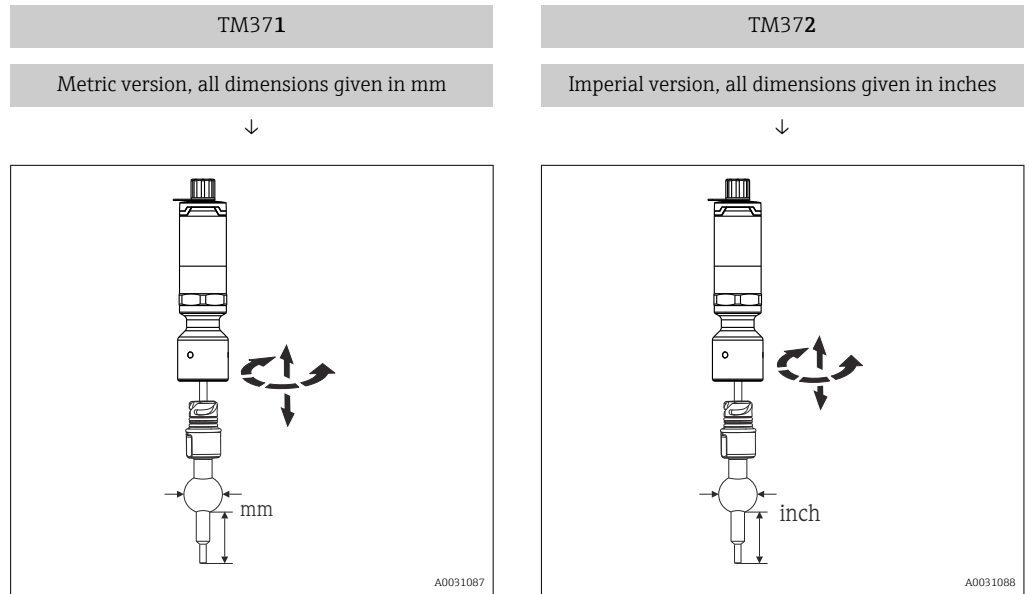 TM371
Metric version, all dimensions given in mm
↓
mm
A0031087
TM372
Imperial version, all dimensions given in inches
↓
inch
A0031088